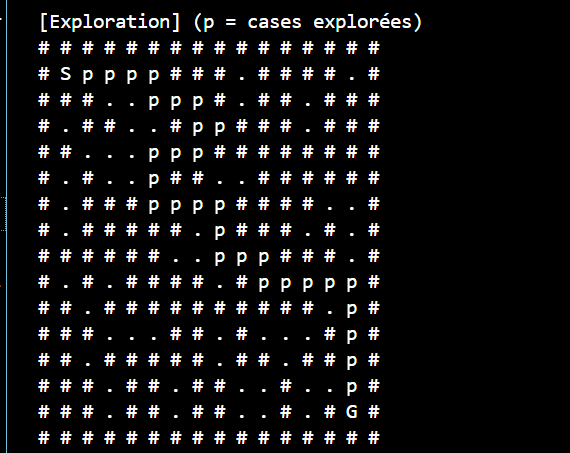 [Exploration] (p = cases explorées)
# # # # # # # # # # # # # # # #
# S p p p p # # # . # # # # . #
# # # . . p p p # . # # . # # #
# . # # . . # p p # # # . # # #
# # . . . p p p # # # # # # # #
# . # . . p # # . . # # # # # #
# . # # # p p p p # # # # . . #
# . # # # # # . p # # # . # . #
# # # # # # . . p p p # # # . #
# . # . # # # # . # p p p p p #
# # . # # # # # # # # # # . p #
# # # . . . # # . # . . . # p #
# # . # # # # # . # # . # # p #
# # # . # # . # # . . # . . p #
# # # . # # . # # . . # . # G #
# # # # # # # # # # # # # # # #